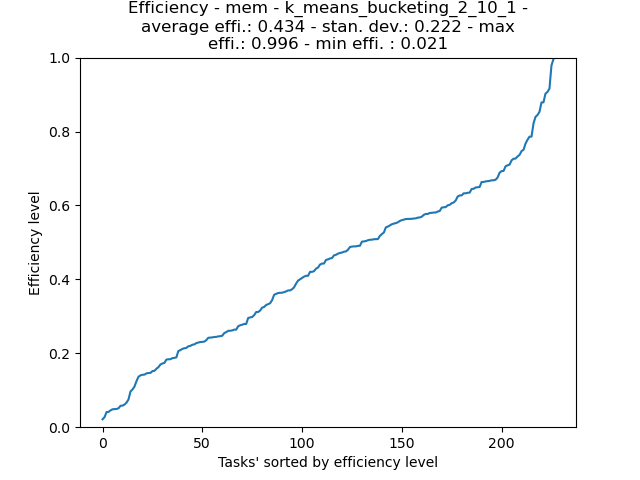 Efficiency - mem - k_means_bucketing_2_10_1 -
average effi.: 0.434 - stan. dev.: 0.222 - max
effi.: 0.996 - min effi. : 0.021
1.0
0.8
0.6
0.4
0.2
0.0
Efficiency level
0 50 100 150 200
Tasks' sorted by efficiency level